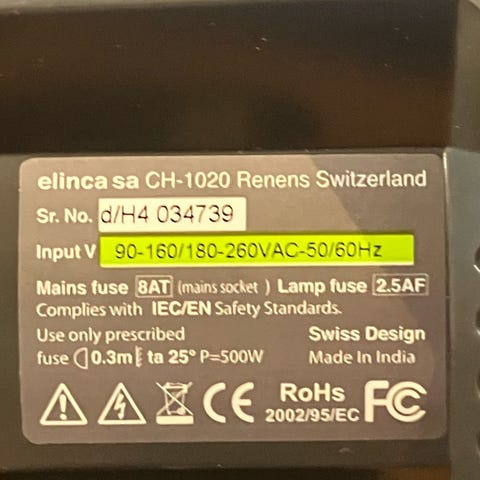 elinca sa CH-1020 Renens Switzerland
Sr. No. d/H4 034739
Input V 90-160/180-260VAC-50/60Hz
Mains fuse 8AT (mains socket ) Lamp fuse 2.5AF
Complies with IEC/EN Safety Standards.
Use only prescribed Swiss Design
fuse 0.3m ta 25° P=500W Made In India
CE RoHs FC
2002/95/EC